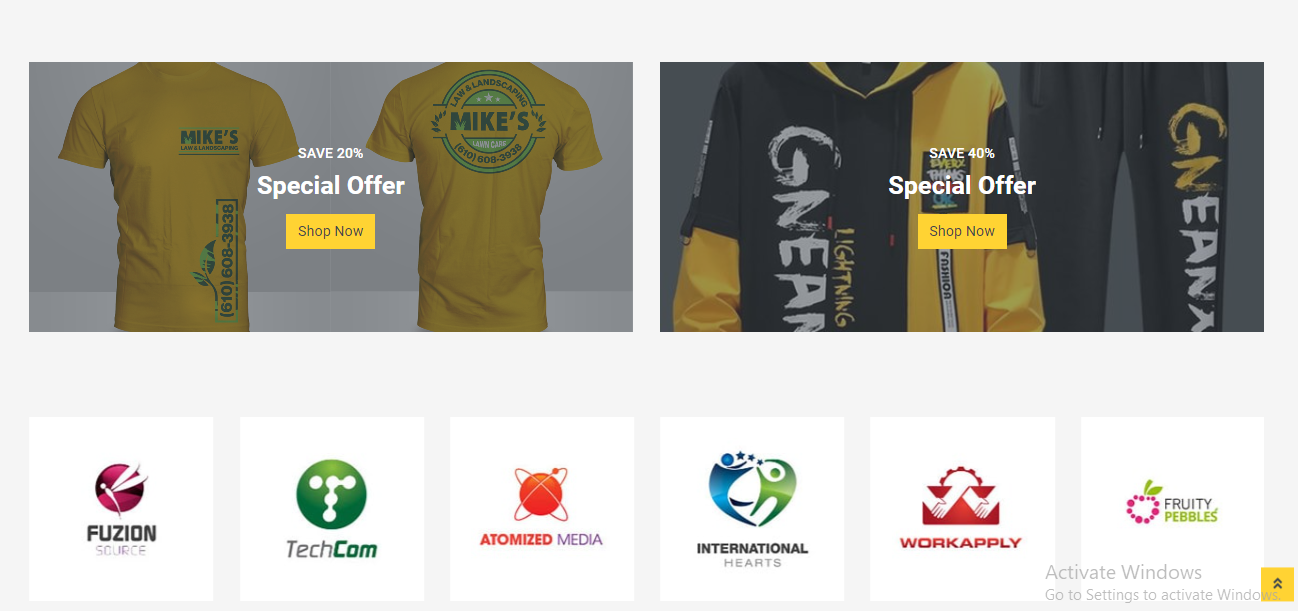 MIKE'S
LAW & LANDSCAPING
(610) 608-3938
LAW & LANDSCAPING
MIKE'S
LAWN CARE
(610) 608-3938
SAVE 20%
Special Offer
Shop Now
GNEAN
LIGHTNING
EVERY
THING
OK
FUSHION
GNEANX
SAVE 40%
Special Offer
Shop Now
FUZION
SOURCE
TechCom
ATOMIZED MEDIA
INTERNATIONAL
HEARTS
WORKAPPLY
FRUITY
PEBBLES
Activate Windows
Go to Settings to activate Windows.